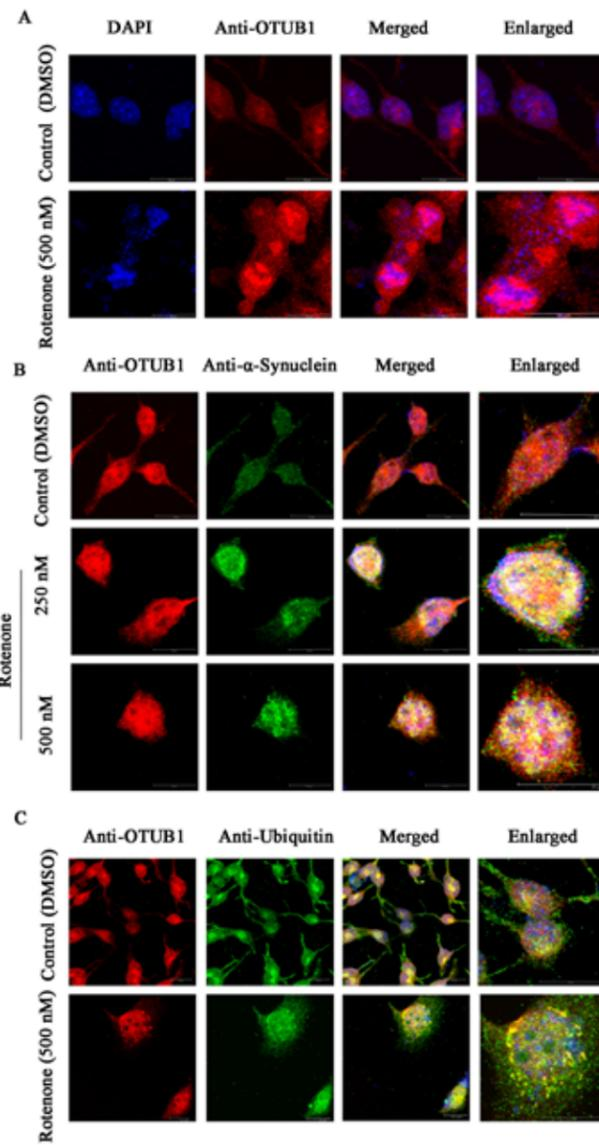 A
DAPI Anti-OTUB1 Merged Enlarged
Control (DMSO)
Rotenone (500 nM)
B
Anti-OTUB1 Anti-α-Synuclein Merged Enlarged
Control (DMSO)
Rotenone
250 nM
500 nM
C
Anti-OTUB1 Anti-Ubiquitin Merged Enlarged
Control (DMSO)
Rotenone (500 nM)